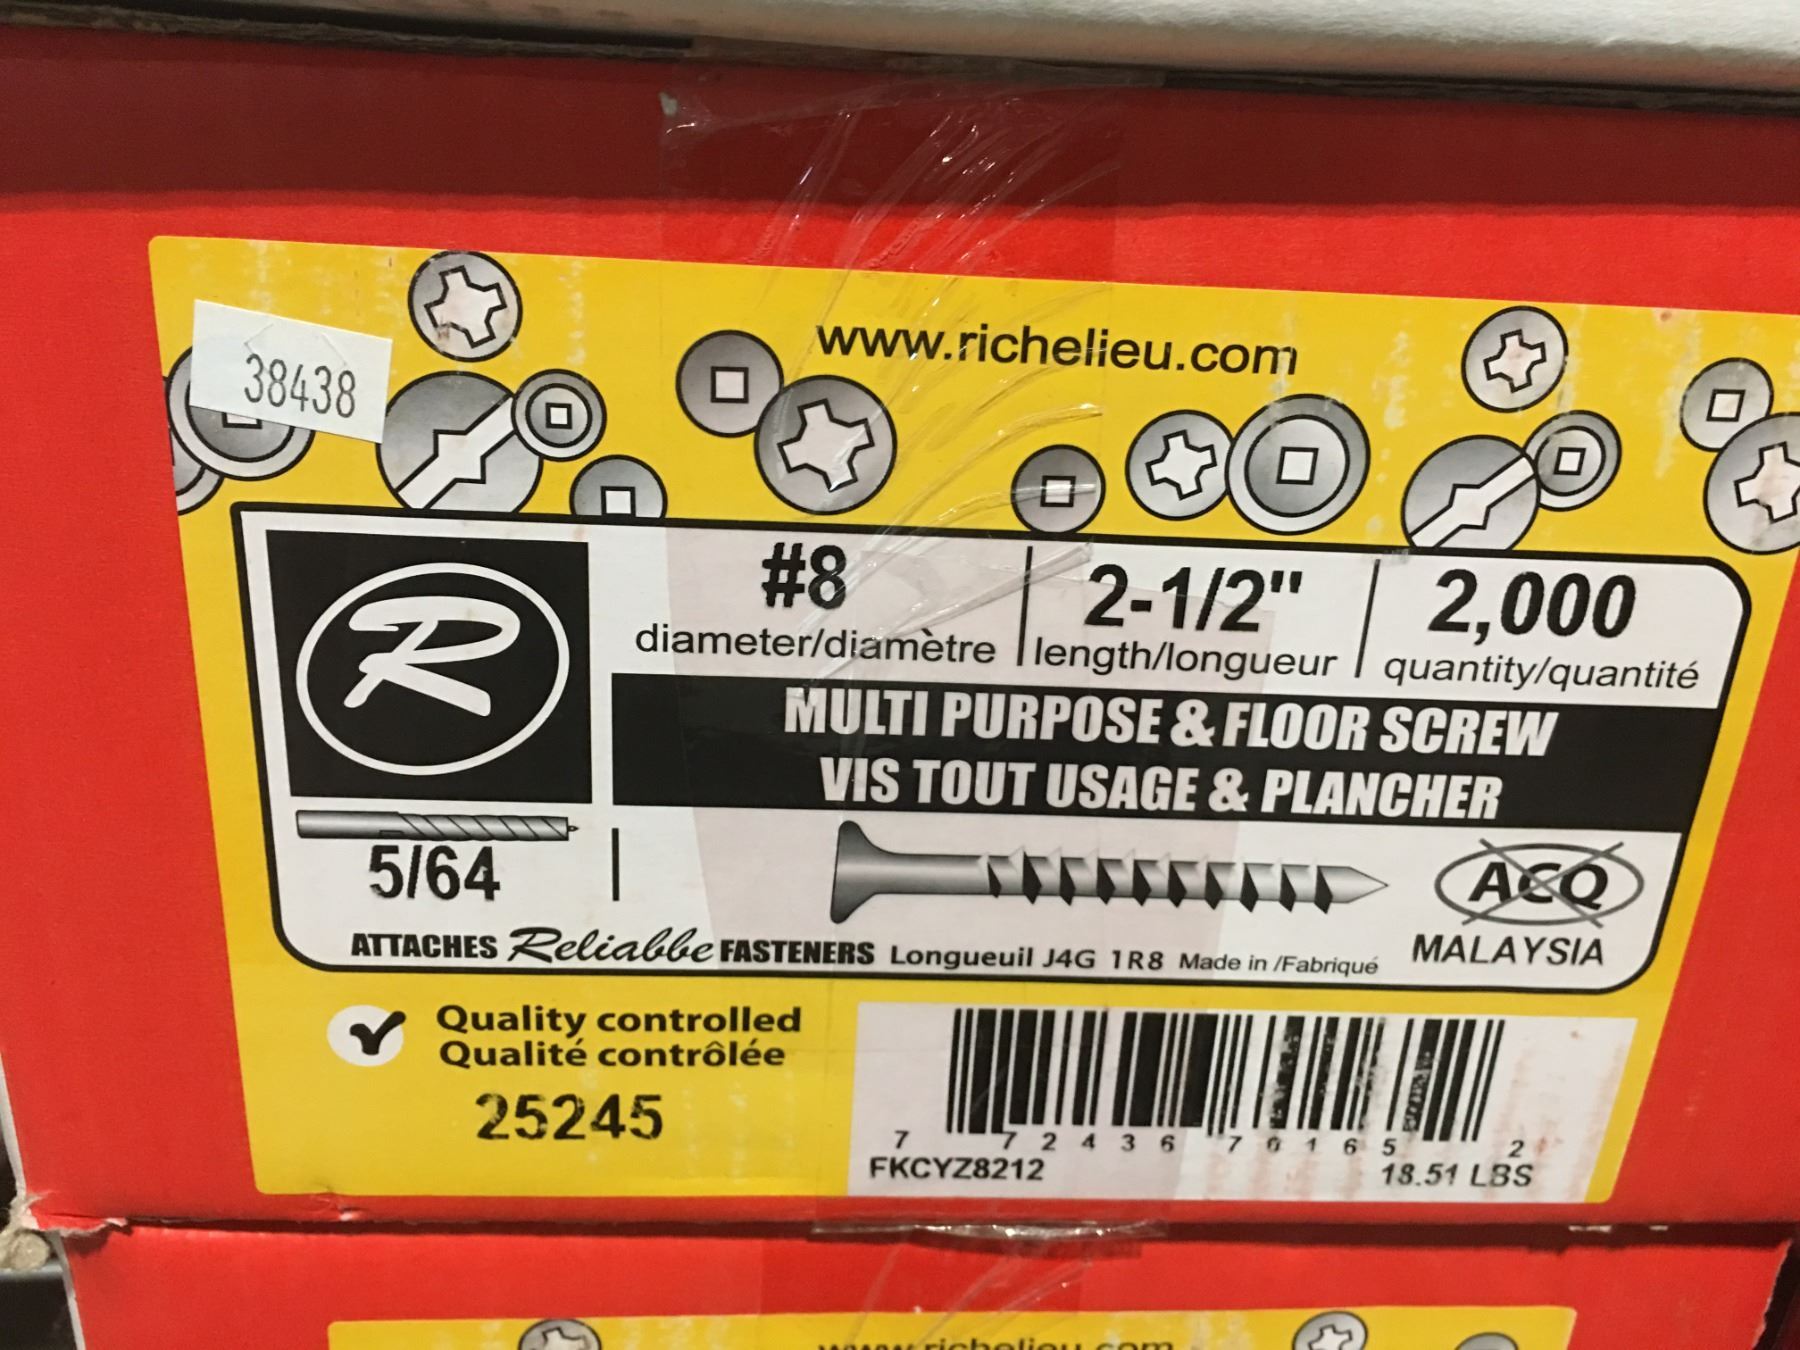 38438
www.richelieu.com
R
#8
diameter/diamètre
2-1/2"
length/longueur
2,000
quantity/quantité
MULTI PURPOSE & FLOOR SCREW
VIS TOUT USAGE & PLANCHER
5/64
ACQ
ATTACHES Reliabbe FASTENERS Longueuil J4G 1R8 Made in /Fabriqué MALAYSIA
Quality controlled
Qualité contrôlée
25245
7 72436 70165 2
FKCYZ8212
18.51 LBS
www.richelieu.com